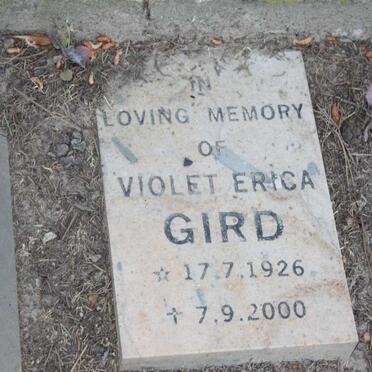 IN
LOVING MEMORY
OF
VIOLET ERICA
GIRD
☆ 17.7.1926
✝ 7.9.2000